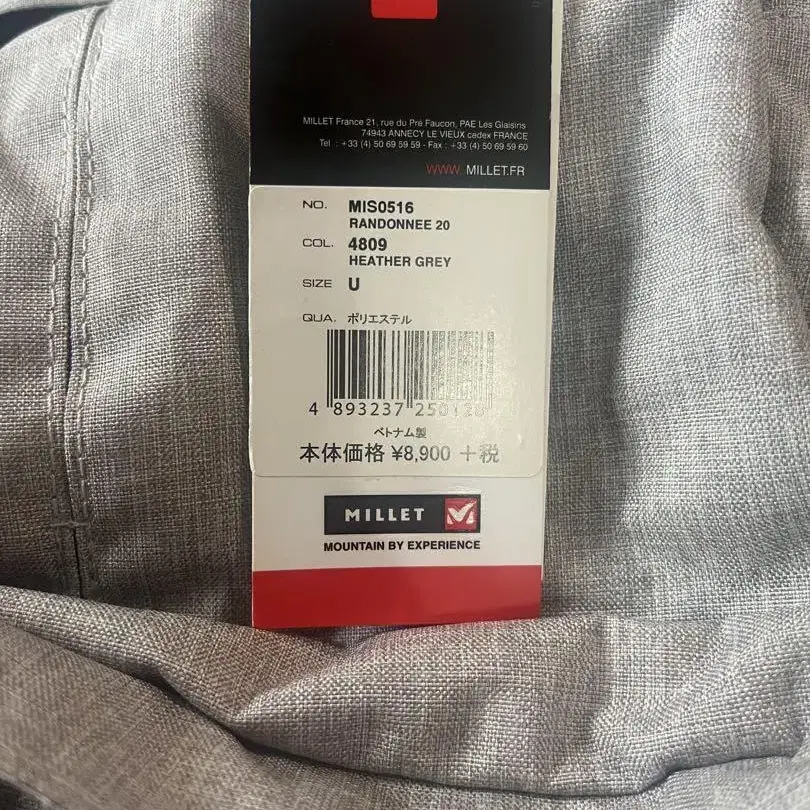 MILLET France 21, rue du Pré Faucon, PAE Les Glaisins
74943 ANNECY LE VIEUX cedex FRANCE
Tel : +33 (4) 50 69 59 59 - Fax : +33 (4) 50 69 59 60
WWW. MILLET.FR
NO. MIS0516
RANDONNEE 20
COL. 4809
HEATHER GREY
SIZE U
QUA. ポリエステル
4 893237
ベトナム製
本体価格 ¥8,900 +税
MILLET
MOUNTAIN BY EXPERIENCE